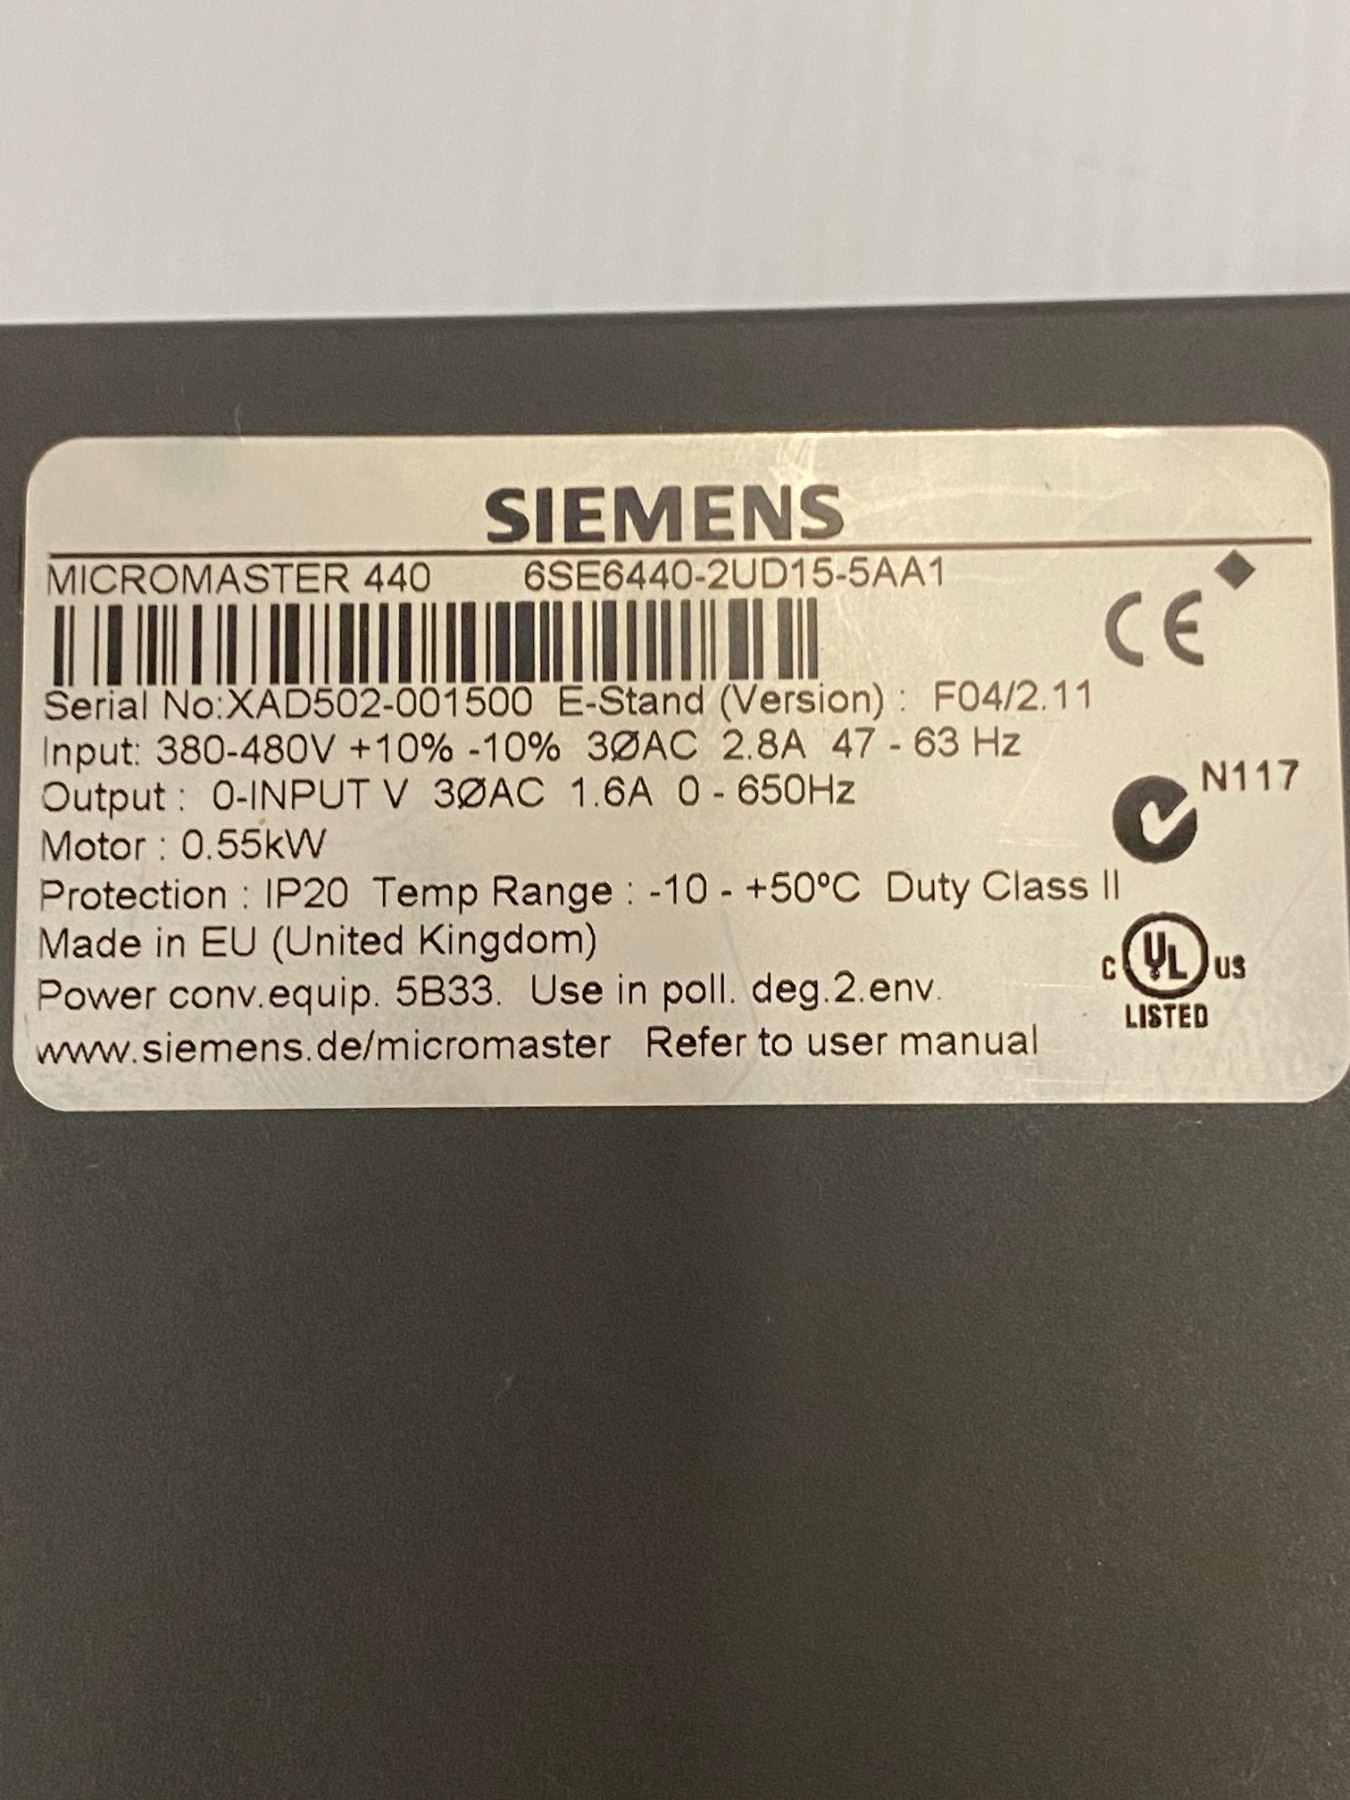 SIEMENS
MICROMASTER 440 6SE6440-2UD15-5AA1
CE
Serial No:XAD502-001500 E-Stand (Version) : F04/2.11
Input: 380-480V +10% -10% 3ØAC 2.8A 47 - 63 Hz
N117
Output : 0-INPUT V 3ØAC 1.6A 0 - 650Hz
Motor : 0.55kW
Protection : IP20 Temp Range : -10 - +50°C Duty Class II
Made in EU (United Kingdom)
C UL US
Power conv.equip. 5B33. Use in poll. deg.2.env.
LISTED
www.siemens.de/micromaster Refer to user manual